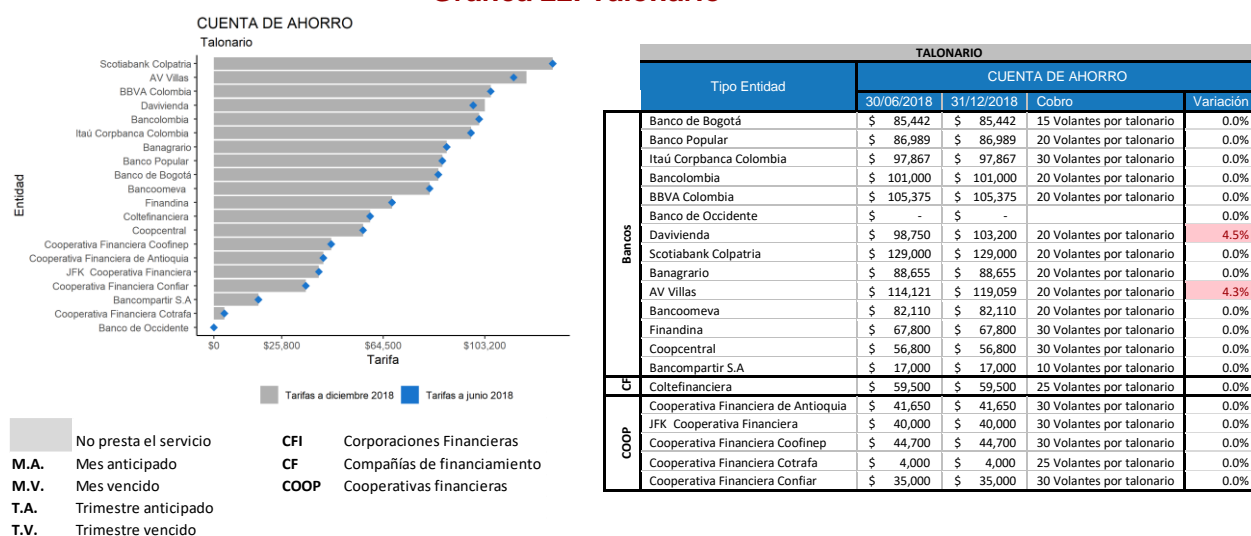 Gráfica 22. Talonario
CUENTA DE AHORRO
Talonario
Entidad
Scotiabank Colpatria
AV Villas
BBVA Colombia
Davivienda
Bancolombia
Itaú Corpbanca Colombia
Banagrario
Banco Popular
Banco de Bogotá
Bancoomeva
Finandina
Coltefinanciera
Coopcentral
Cooperativa Financiera Coofinep
Cooperativa Financiera de Antioquia
JFK Cooperativa Financiera
Cooperativa Financiera Confiar
Bancompartir S.A
Cooperativa Financiera Cotrafa
Banco de Occidente
$0 $25,800 $64,500 $103,200
Tarifa
Tarifas a diciembre 2018 Tarifas a junio 2018
No presta el servicio CFI Corporaciones Financieras
M.A. Mes anticipado CF Compañías de financiamiento
M.V. Mes vencido COOP Cooperativas financieras
T.A. Trimestre anticipado
T.V. Trimestre vencido
TALONARIO
Tipo Entidad CUENTA DE AHORRO
30/06/2018 31/12/2018 Cobro Variación
Bancos
Banco de Bogotá $ 85,442 $ 85,442 15 Volantes por talonario 0.0%
Banco Popular $ 86,989 $ 86,989 20 Volantes por talonario 0.0%
Itaú Corpbanca Colombia $ 97,867 $ 97,867 30 Volantes por talonario 0.0%
Bancolombia $ 101,000 $ 101,000 20 Volantes por talonario 0.0%
BBVA Colombia $ 105,375 $ 105,375 20 Volantes por talonario 0.0%
Banco de Occidente $ - $ - 0.0%
Davivienda $ 98,750 $ 103,200 20 Volantes por talonario 4.5%
Scotiabank Colpatria $ 129,000 $ 129,000 20 Volantes por talonario 0.0%
Banagrario $ 88,655 $ 88,655 20 Volantes por talonario 0.0%
AV Villas $ 114,121 $ 119,059 20 Volantes por talonario 4.3%
Bancoomeva $ 82,110 $ 82,110 20 Volantes por talonario 0.0%
Finandina $ 67,800 $ 67,800 30 Volantes por talonario 0.0%
Coopcentral $ 56,800 $ 56,800 30 Volantes por talonario 0.0%
Bancompartir S.A $ 17,000 $ 17,000 10 Volantes por talonario 0.0%
CF
Coltefinanciera $ 59,500 $ 59,500 25 Volantes por talonario 0.0%
COOP
Cooperativa Financiera de Antioquia $ 41,650 $ 41,650 30 Volantes por talonario 0.0%
JFK Cooperativa Financiera $ 40,000 $ 40,000 30 Volantes por talonario 0.0%
Cooperativa Financiera Coofinep $ 44,700 $ 44,700 30 Volantes por talonario 0.0%
Cooperativa Financiera Cotrafa $ 4,000 $ 4,000 25 Volantes por talonario 0.0%
Cooperativa Financiera Confiar $ 35,000 $ 35,000 30 Volantes por talonario 0.0%